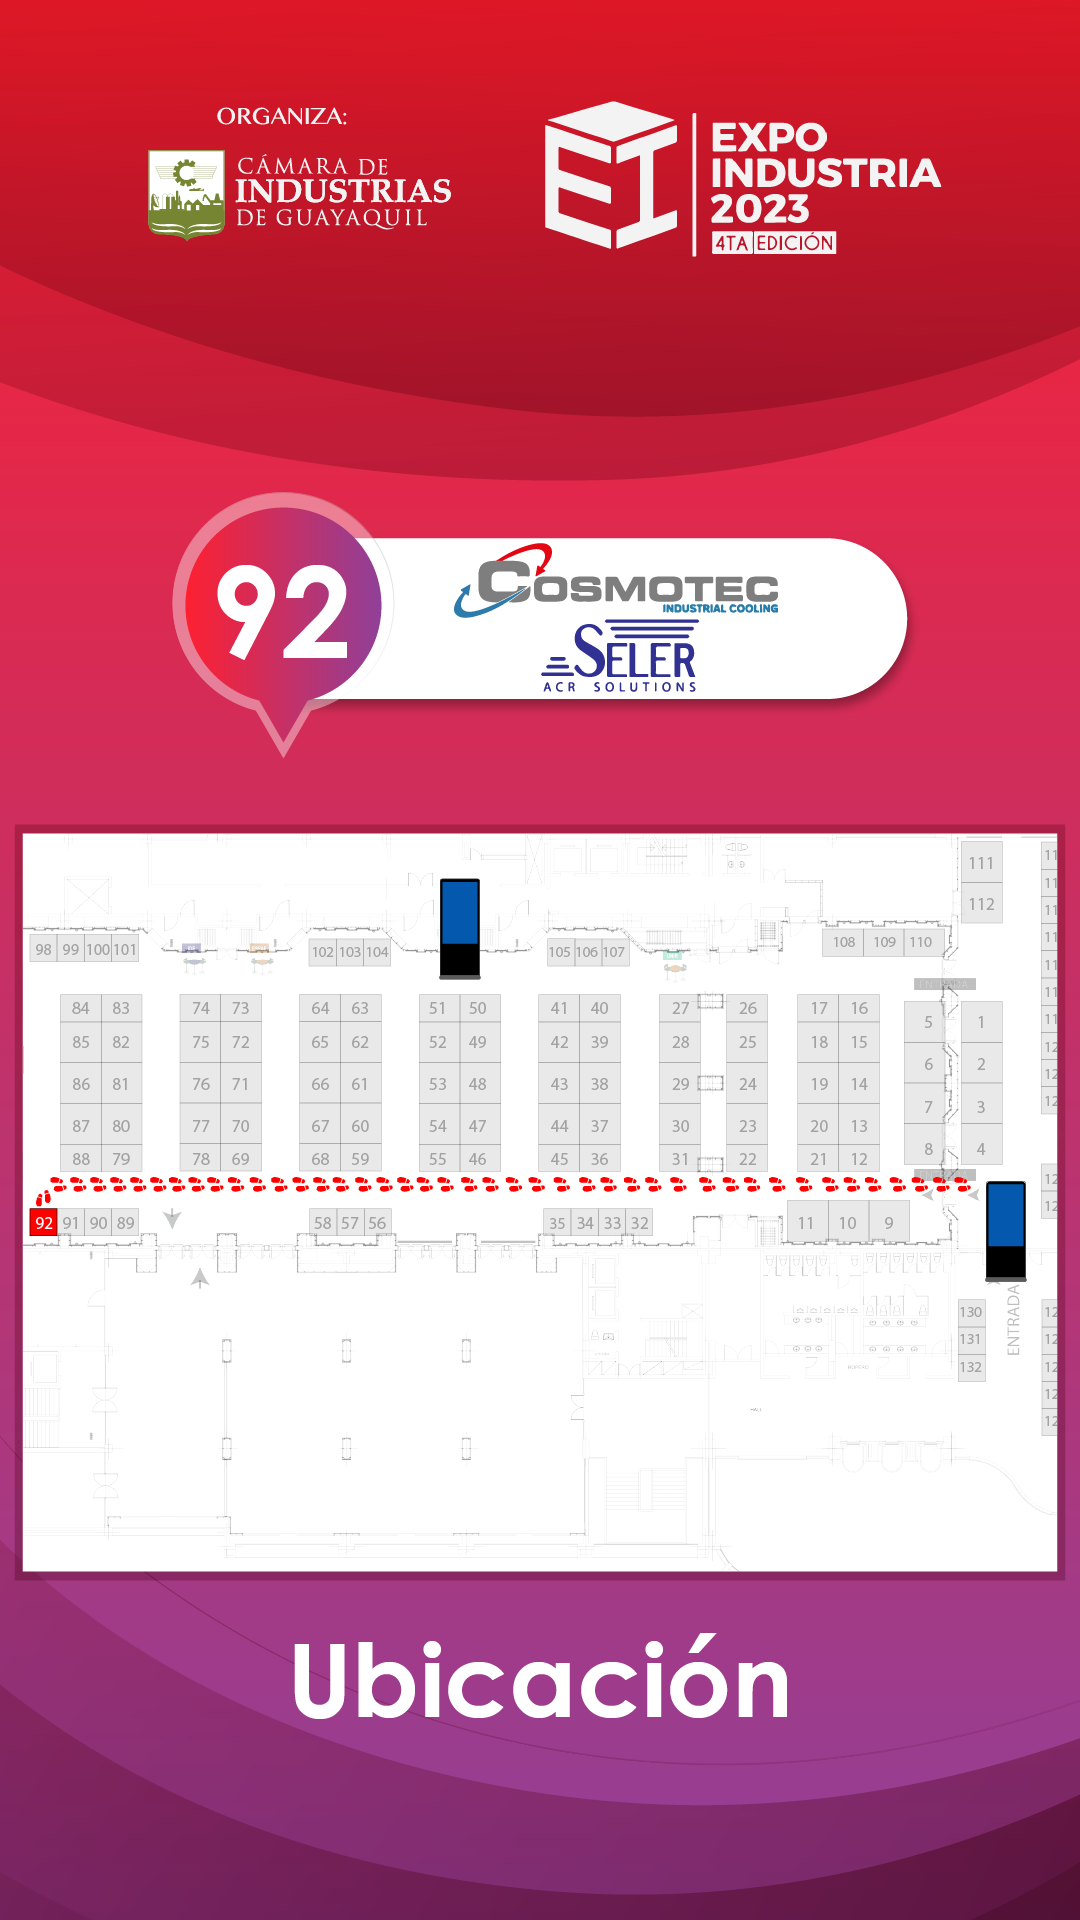 ORGANIZA:
CÁMARA DE
INDUSTRIAS
DE GUAYAQUIL
EI
EXPO
INDUSTRIA
2023
4TA EDICIÓN
92
COSMOTEC
INDUSTRIAL COOLING
SELER
ACR SOLUTIONS
111
112
98 99 100 101
102 103 104
105 106 107
108 109 110
84 83 74 73 64 63 51 50 41 40 27 26 17 16
5 1
85 82 75 72 65 62 52 49 42 39 28 25 18 15
6 2
86 81 76 71 66 61 53 48 43 38 29 24 19 14
7 3
87 80 77 70 67 60 54 47 44 37 30 23 20 13
8 4
88 79 78 69 68 59 55 46 45 36 31 22 21 12
92 91 90 89
58 57 56
35 34 33 32
11 10 9
ENTRADA
130
131
132
HALL
Ubicación